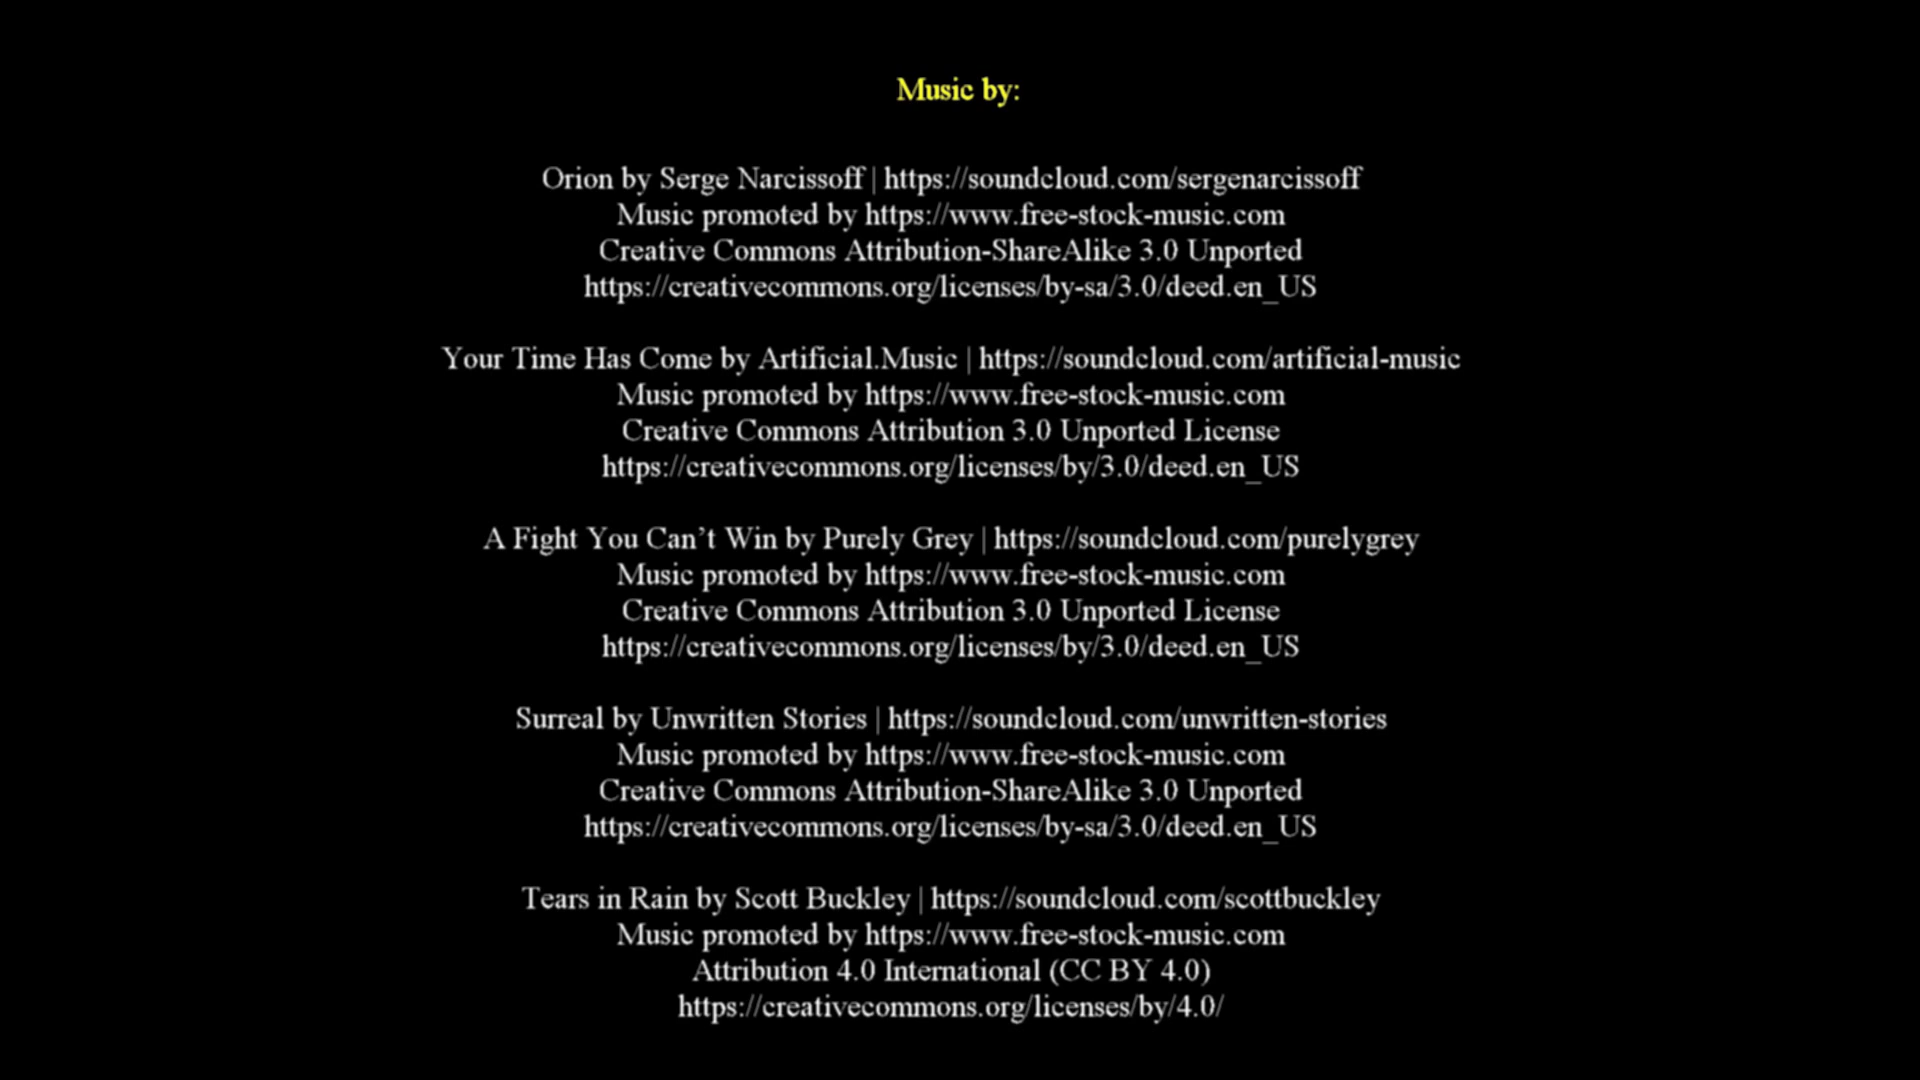 Music by:
Orion by Serge Narcissoff | https://soundcloud.com/sergenarcissoff
Music promoted by https://www.free-stock-music.com
Creative Commons Attribution-ShareAlike 3.0 Unported
https://creativecommons.org/licenses/by-sa/3.0/deed.en_US
Your Time Has Come by Artificial.Music | https://soundcloud.com/artificial-music
Music promoted by https://www.free-stock-music.com
Creative Commons Attribution 3.0 Unported License
https://creativecommons.org/licenses/by/3.0/deed.en_US
A Fight You Can’t Win by Purely Grey | https://soundcloud.com/purelygrey
Music promoted by https://www.free-stock-music.com
Creative Commons Attribution 3.0 Unported License
https://creativecommons.org/licenses/by/3.0/deed.en_US
Surreal by Unwritten Stories | https://soundcloud.com/unwritten-stories
Music promoted by https://www.free-stock-music.com
Creative Commons Attribution-ShareAlike 3.0 Unported
https://creativecommons.org/licenses/by-sa/3.0/deed.en_US
Tears in Rain by Scott Buckley | https://soundcloud.com/scottbuckley
Music promoted by https://www.free-stock-music.com
Attribution 4.0 International (CC BY 4.0)
https://creativecommons.org/licenses/by/4.0/